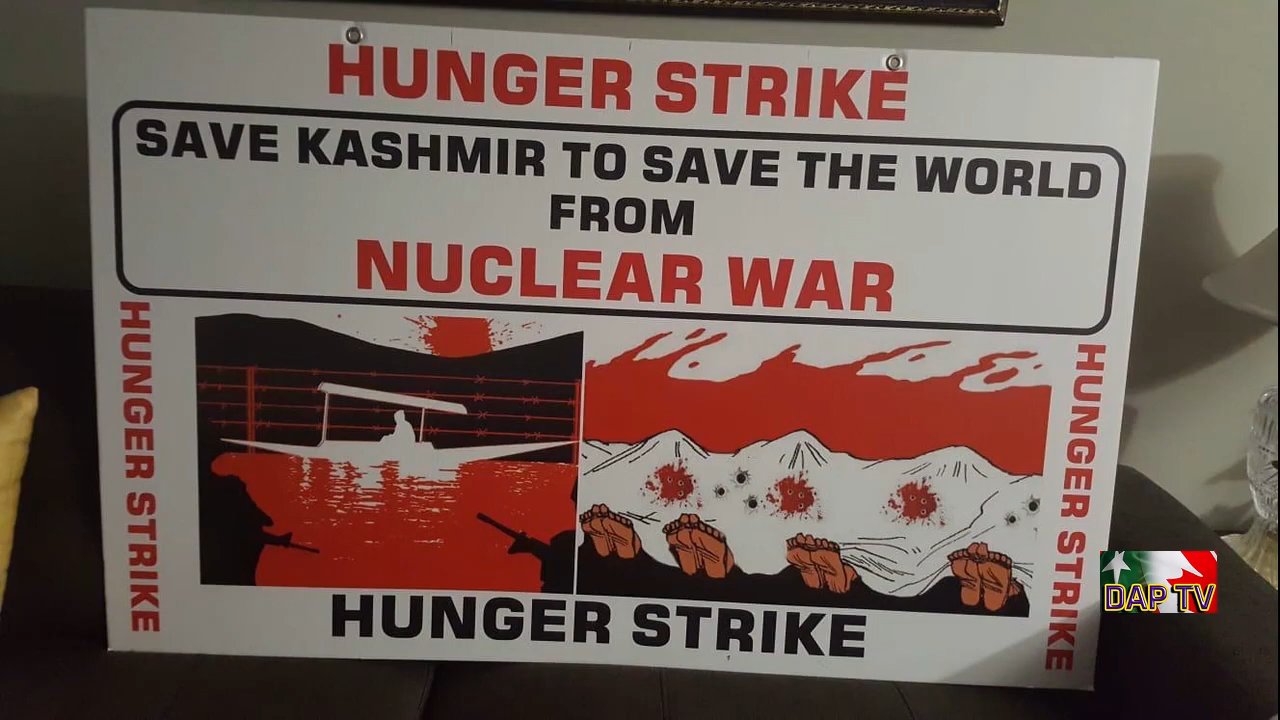 HUNGER STRIKE
SAVE KASHMIR TO SAVE THE WORLD
FROM
NUCLEAR WAR
HUNGER STRIKE
HUNGER STRIKE
HUNGER STRIKE
DAP TV